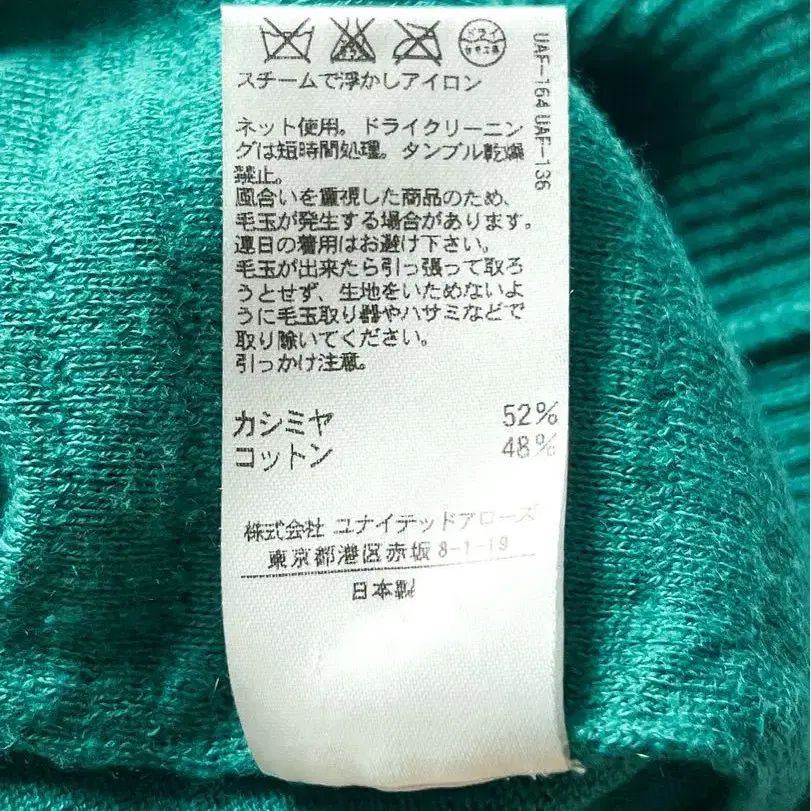 ドライ
セキユ系
スチームで浮かしアイロン
ネット使用。ドライクリーニン
グは短時間処理。タンブル乾燥
禁止。
風合いを重視した商品のため、
毛玉が発生する場合があります。
連日の着用はお避け下さい。
毛玉が出来たら引っ張って取ろ
うとせず、生地をいためないよ
うに毛玉取り器やハサミなどで
取り除いてください。
引っかけ注意。
カシミヤ 52%
コットン 48%
株式会社 ユナイテッドアローズ
東京都港区赤坂 8-1-19
日本製
UAF-164 UAF-136